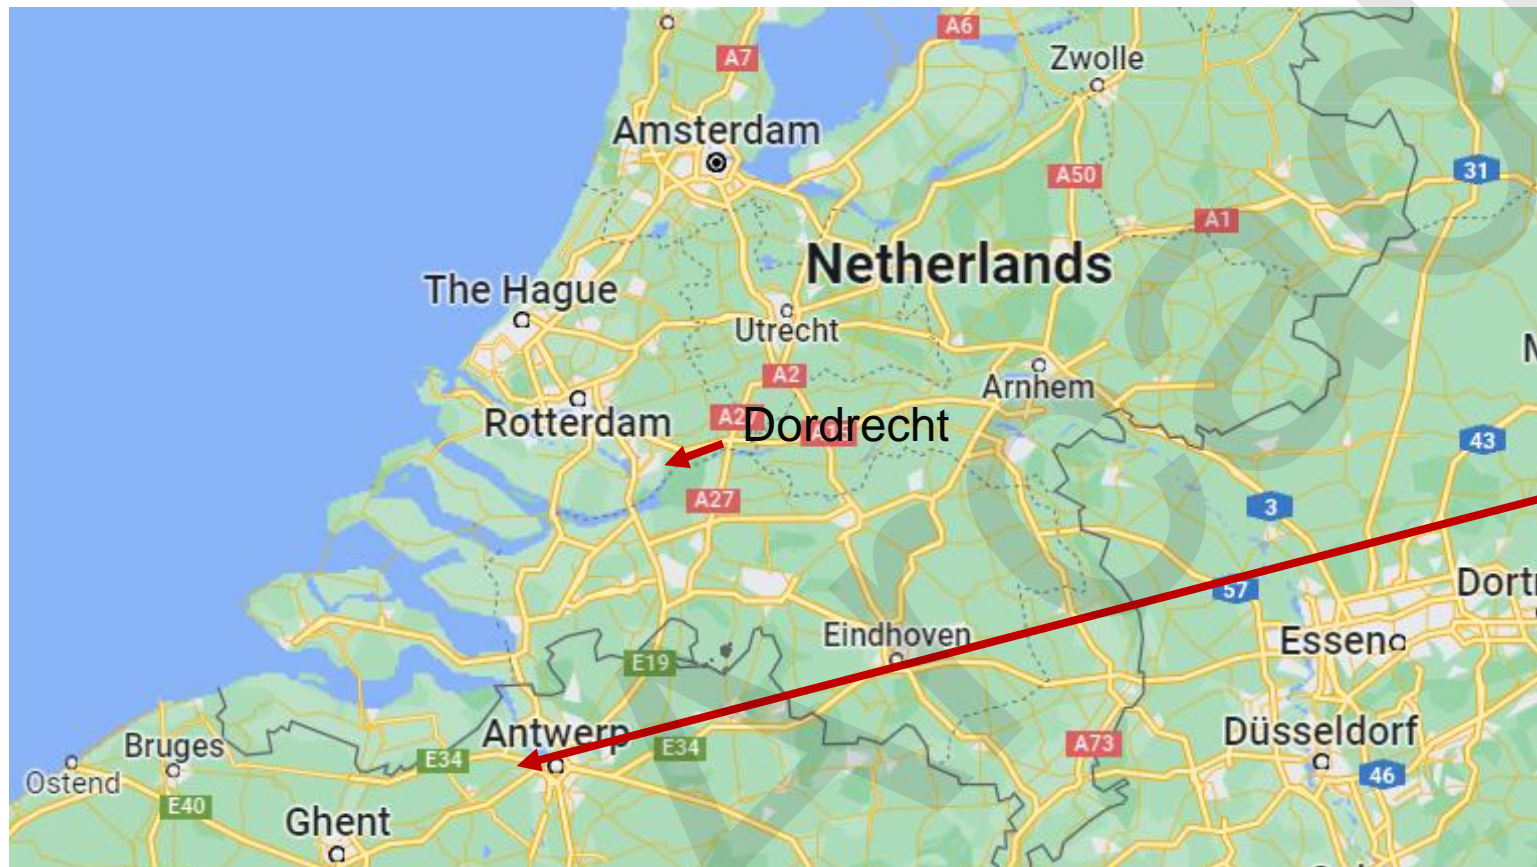 A6
A7
Zwolle
Amsterdam
31
A50
A1
Netherlands
The Hague
Utrecht
A2
Arnhem
Rotterdam
A27
Dordrecht
43
A27
3
57
Dort
Eindhoven
Essen
E19
Antwerp
E34
A73
Düsseldorf
Bruges
E34
Ostend
46
E40
Ghent